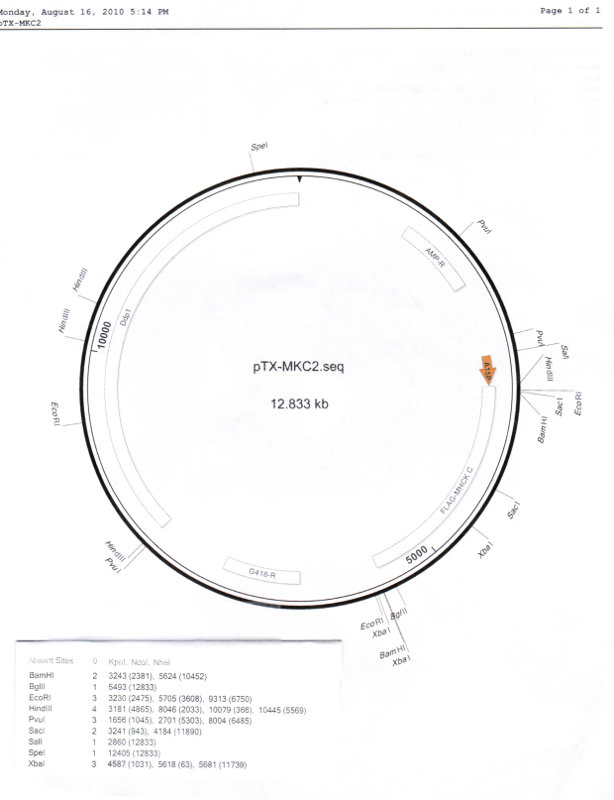 Monday, August 16, 2010 5:14 PM Page 1 of 1
pTX-MKC2
SpeI
PvuI
AMP-R
HindIII
HindIII
Ddp1
10000
PvuI
SalI
HindIII
A15P
pTX-MKC2.seq
12.833 kb
EcoRI
SacI
BamHI
EcoRI
FLAG-MHCK C
SacI
XbaI
5000
HindIII
PvuI
G418-R
EcoRI
BglII
XbaI
BamHI
XbaI
Absent Sites 0 KpnI, NcoI, NheI
BamHI 2 3243 (2381), 5624 (10452)
BglII 1 5493 (12833)
EcoRI 3 3230 (2475), 5705 (3608), 9313 (6750)
HindIII 4 3181 (4865), 8046 (2033), 10079 (366), 10445 (5569)
PvuI 3 1656 (1045), 2701 (5303), 8004 (6485)
SacI 2 3241 (943), 4184 (11890)
SalI 1 2860 (12833)
SpeI 1 12405 (12833)
XbaI 3 4587 (1031), 5618 (63), 5681 (11739)